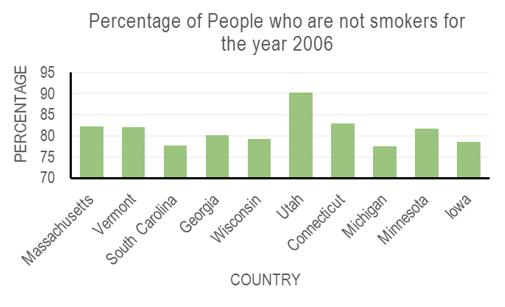 Percentage of People who are not smokers for
the year 2006
PERCENTAGE
95
90
85
80
75
70
Massachusetts
Vermont
South Carolina
Georgia
Wisconsin
Utah
Connecticut
Michigan
Minnesota
Iowa
COUNTRY